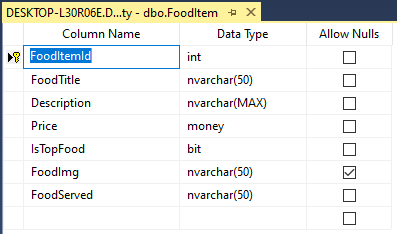 DESKTOP-L30R06E.D...ty - dbo.FoodItem
Column Name Data Type Allow Nulls
FoodItemId int
FoodTitle nvarchar(50)
Description nvarchar(MAX)
Price money
IsTopFood bit
FoodImg nvarchar(50)
FoodServed nvarchar(50)